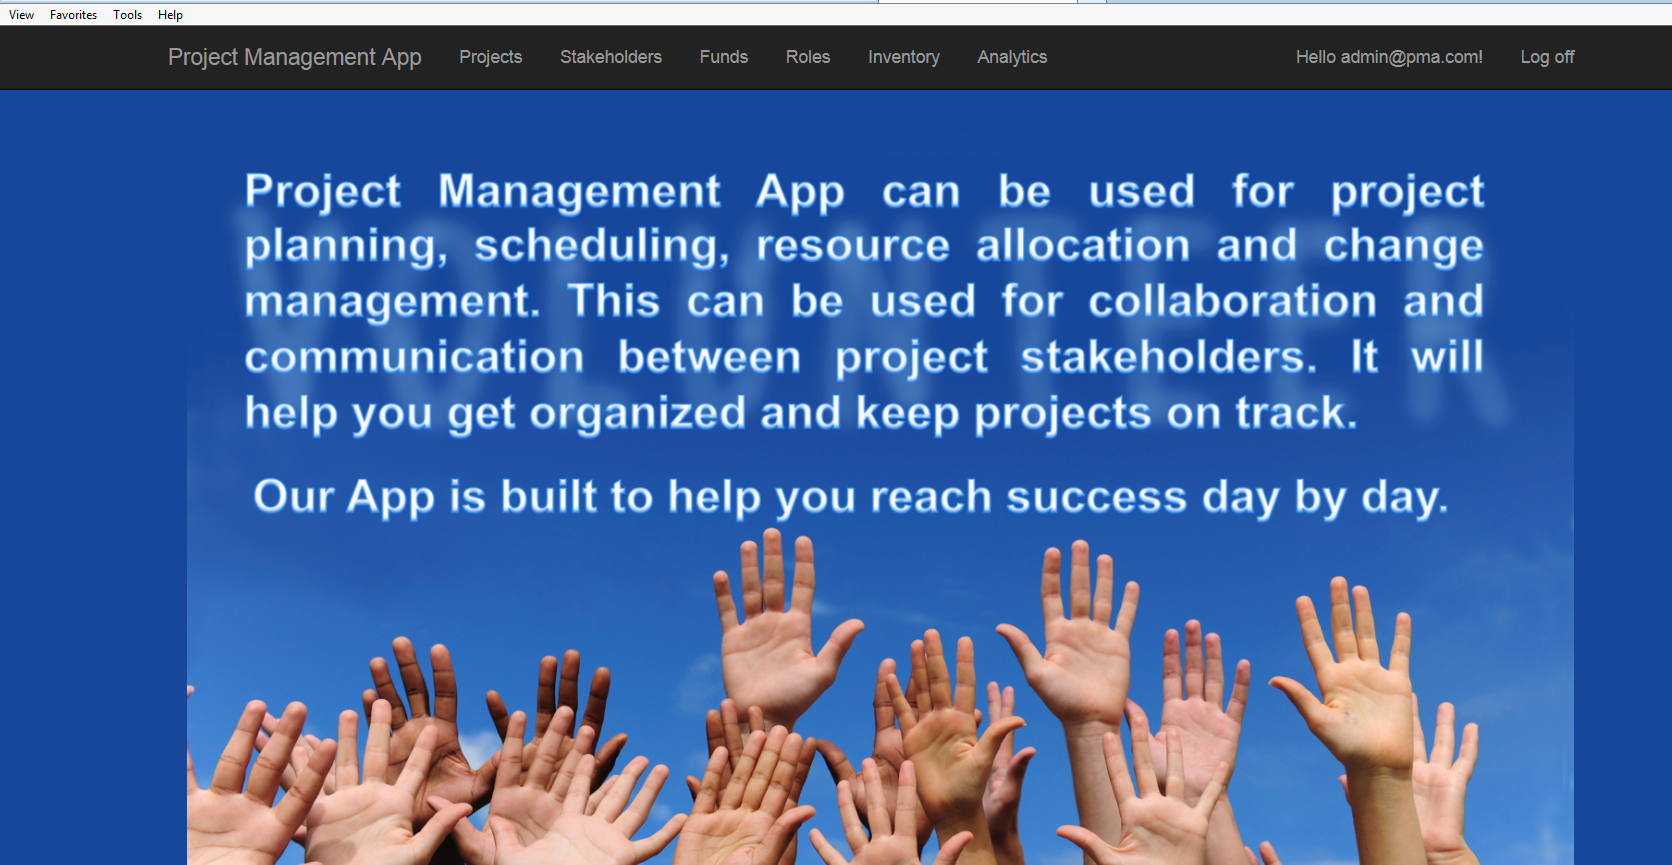 View Favorites Tools Help
Project Management App Projects Stakeholders Funds Roles Inventory Analytics Hello admin@pma.com! Log off
Project Management App can be used for project
planning, scheduling, resource allocation and change
management. This can be used for collaboration and
communication between project stakeholders. It will
help you get organized and keep projects on track.
VOLUNTEER
Our App is built to help you reach success day by day.